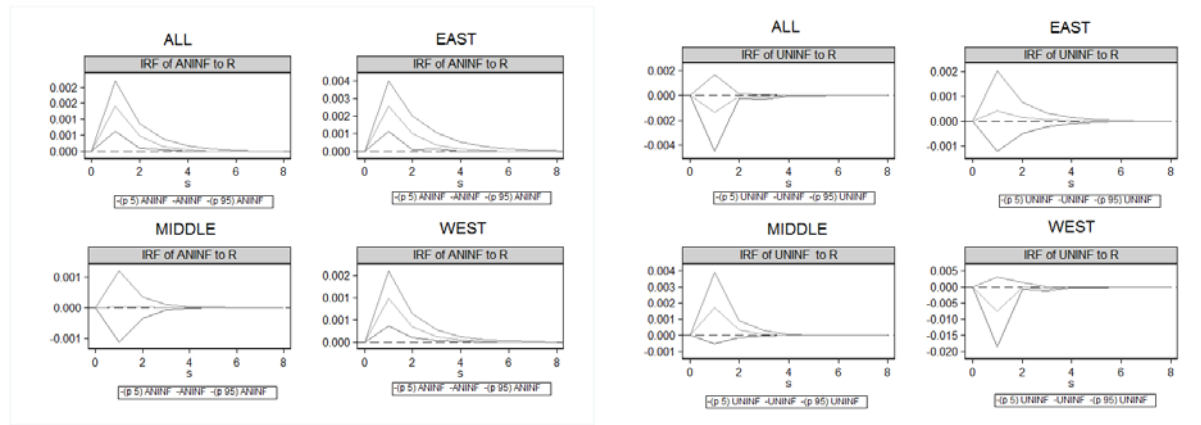 ALL
IRF of ANINF to R
0.002
0.002
0.001
0.001
0.000
0 2 4 6 8
s
-(p 5) ANINF -ANINF -(p 95) ANINF
EAST
IRF of ANINF to R
0.004
0.003
0.002
0.001
0.000
0 2 4 6 8
s
-(p 5) ANINF -ANINF -(p 95) ANINF
MIDDLE
IRF of ANINF to R
0.001
0.000
-0.001
0 2 4 6 8
s
-(p 5) ANINF -ANINF -(p 95) ANINF
WEST
IRF of ANINF to R
0.002
0.001
0.001
0.000
0 2 4 6 8
s
-(p 5) ANINF -ANINF -(p 95) ANINF
ALL
IRF of UNINF to R
0.002
0.000
-0.002
-0.004
0 2 4 6 8
s
-(p 5) UNINF -UNINF -(p 95) UNINF
EAST
IRF of UNINF to R
0.002
0.001
0.000
-0.001
0 2 4 6 8
s
-(p 5) UNINF -UNINF -(p 95) UNINF
MIDDLE
IRF of UNINF to R
0.004
0.003
0.002
0.001
0.000
-0.001
0 2 4 6 8
s
-(p 5) UNINF -UNINF -(p 95) UNINF
WEST
IRF of UNINF to R
0.005
0.000
-0.005
-0.010
-0.015
-0.020
0 2 4 6 8
s
-(p 5) UNINF -UNINF -(p 95) UNINF